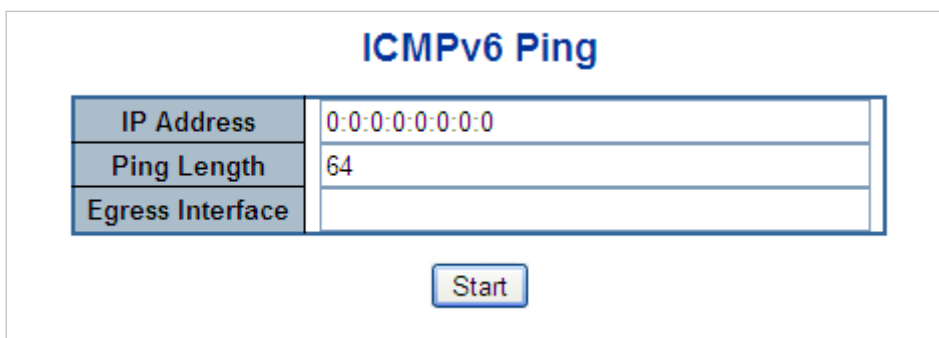 ICMPv6 Ping
IP Address 0:0:0:0:0:0:0:0
Ping Length 64
Egress Interface
Start